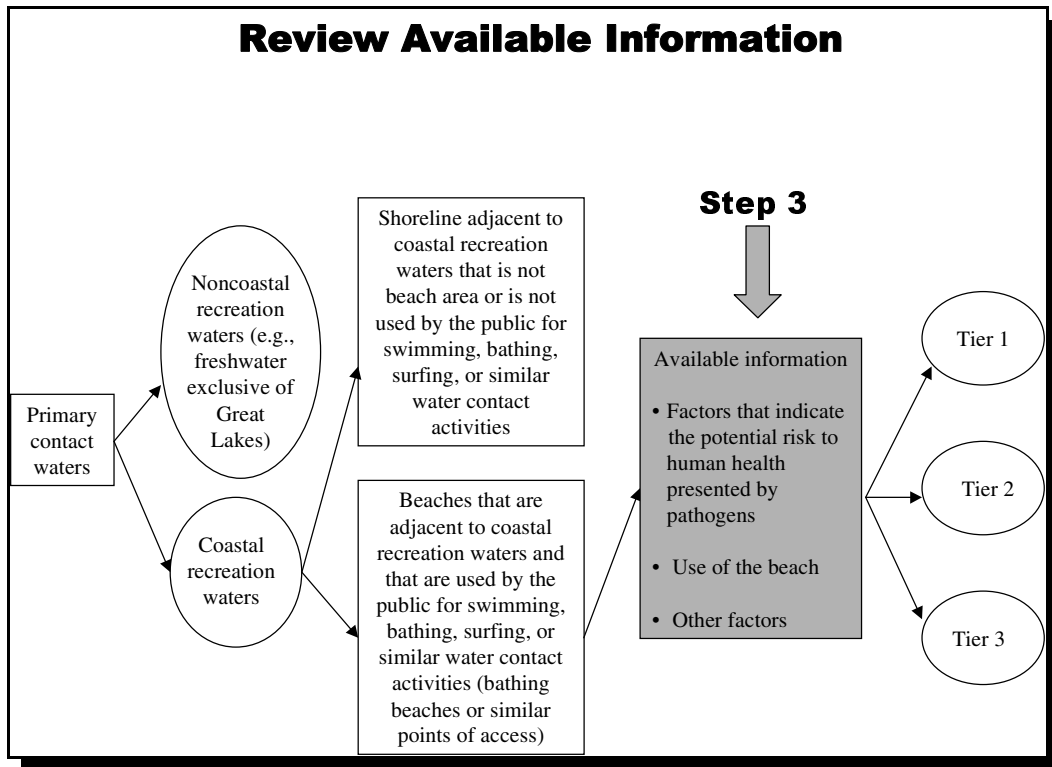 Review Available Information
Primary
contact
waters
Noncoastal
recreation
waters (e.g.,
freshwater
exclusive of
Great
Lakes)
Coastal
recreation
waters
Shoreline adjacent to
coastal recreation
waters that is not
beach area or is not
used by the public for
swimming, bathing,
surfing, or similar
water contact
activities
Beaches that are
adjacent to coastal
recreation waters and
that are used by the
public for swimming,
bathing, surfing, or
similar water contact
activities (bathing
beaches or similar
points of access)
Step 3
Available information
• Factors that indicate
the potential risk to
human health
presented by
pathogens
• Use of the beach
• Other factors
Tier 1
Tier 2
Tier 3